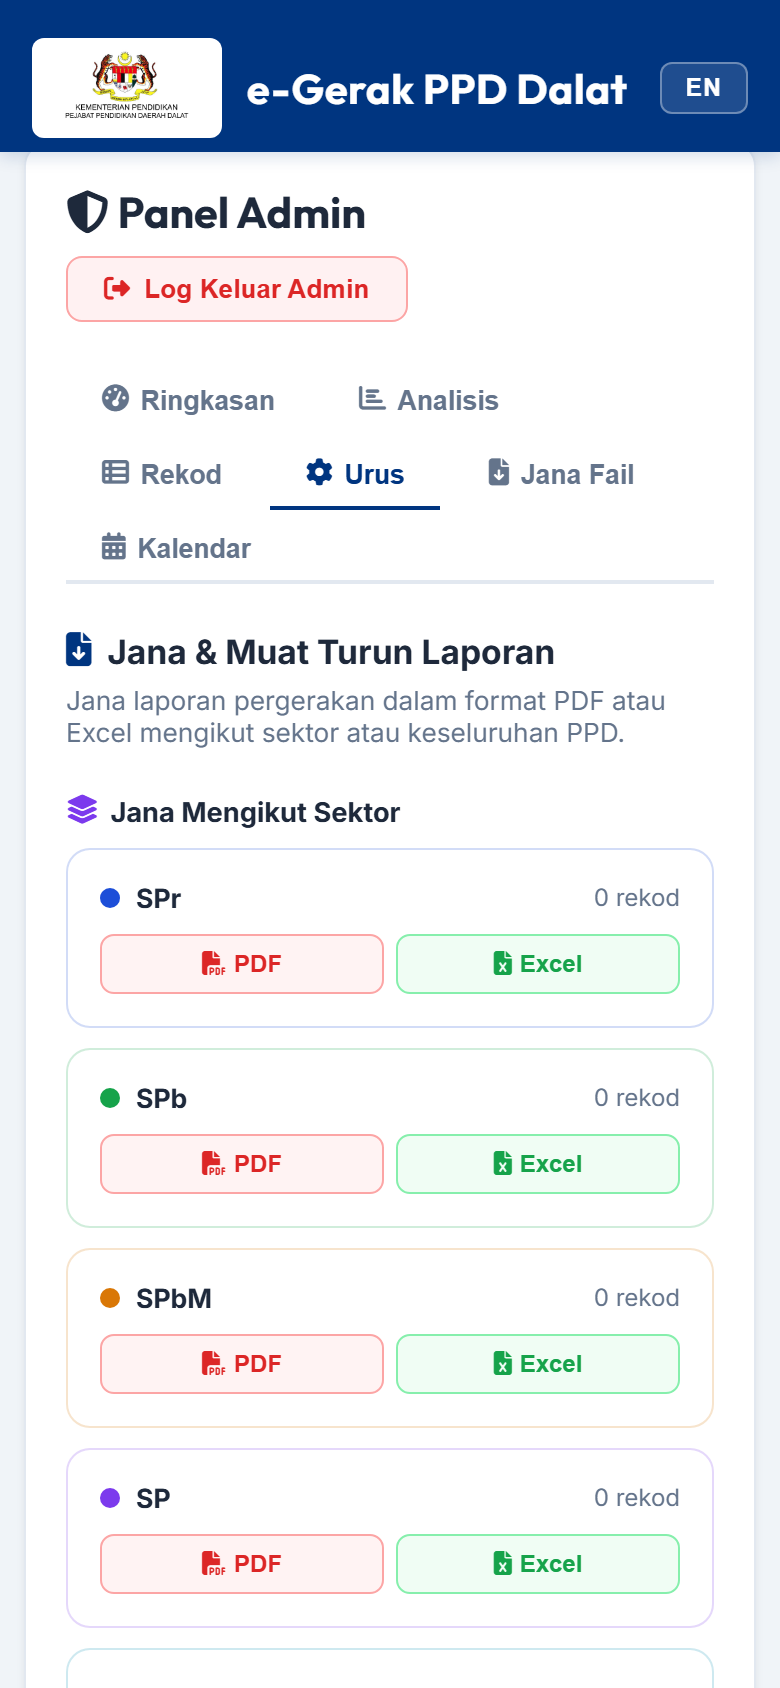 KEMENTERIAN PENDIDIKAN
PEJABAT PENDIDIKAN DAERAH DALAT
e-Gerak PPD Dalat
EN
Panel Admin
Log Keluar Admin
Ringkasan
Analisis
Rekod
Urus
Jana Fail
Kalendar
Jana & Muat Turun Laporan
Jana laporan pergerakan dalam format PDF atau
Excel mengikut sektor atau keseluruhan PPD.
Jana Mengikut Sektor
SPr
0 rekod
PDF
Excel
SPb
0 rekod
PDF
Excel
SPbM
0 rekod
PDF
Excel
SP
0 rekod
PDF
Excel